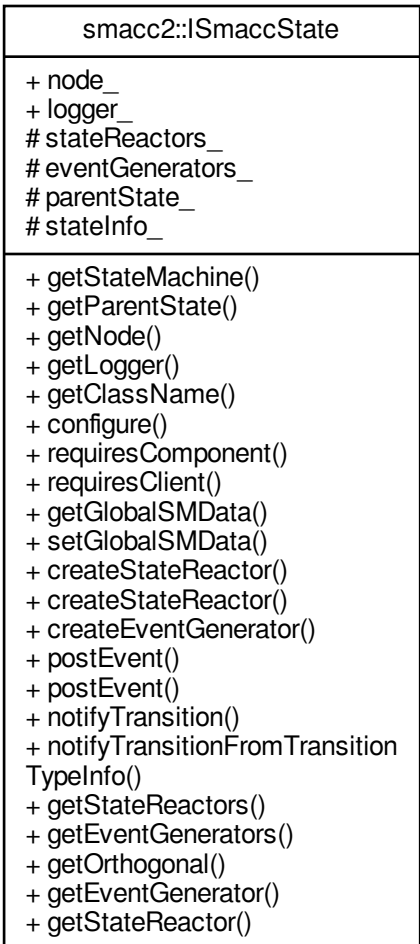 smacc2::ISmaccState
+ node_
+ logger_
# stateReactors_
# eventGenerators_
# parentState_
# stateInfo_
+ getStateMachine()
+ getParentState()
+ getNode()
+ getLogger()
+ getClassName()
+ configure()
+ requiresComponent()
+ requiresClient()
+ getGlobalSMData()
+ setGlobalSMData()
+ createStateReactor()
+ createStateReactor()
+ createEventGenerator()
+ postEvent()
+ postEvent()
+ notifyTransition()
+ notifyTransitionFromTransition
TypeInfo()
+ getStateReactors()
+ getEventGenerators()
+ getOrthogonal()
+ getEventGenerator()
+ getStateReactor()